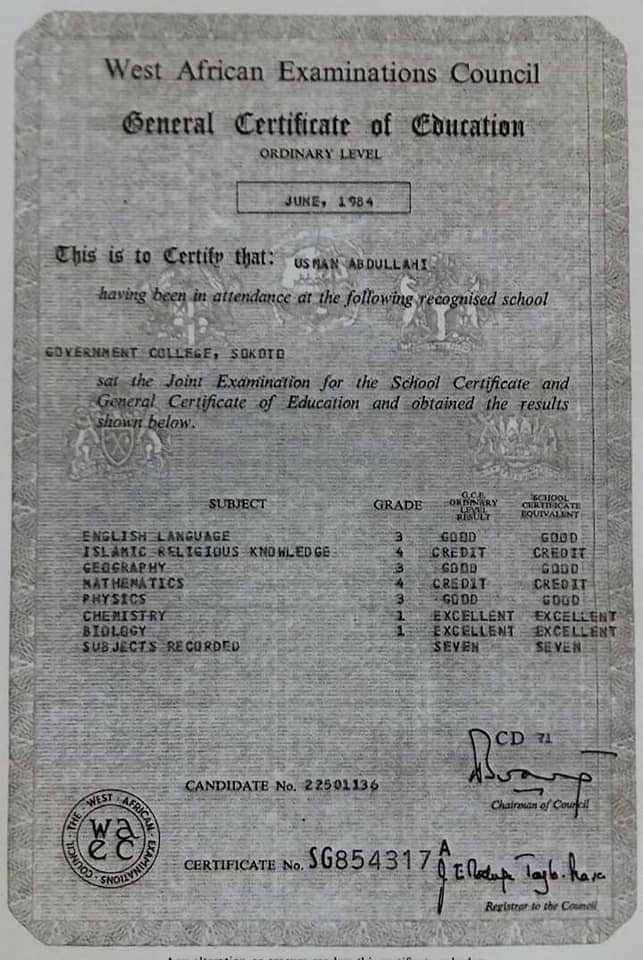 West African Examinations Council
General Certificate of Education
ORDINARY LEVEL
JUNE, 1984
This is to Certify that: USMAN ABDULLAHI
having been in attendance at the following recognised school
GOVERNMENT COLLEGE, SOKOTO
sat the Joint Examination for the School Certificate and
General Certificate of Education and obtained the results
shown below.
SUBJECT GRADE G.C.E. ORDINARY LEVEL RESULT SCHOOL CERTIFICATE EQUIVALENT
ENGLISH LANGUAGE 3 GOOD GOOD
ISLAMIC RELIGIOUS KNOWLEDGE 4 CREDIT CREDIT
GEOGRAPHY 3 GOOD GOOD
MATHEMATICS 4 CREDIT CREDIT
PHYSICS 3 GOOD GOOD
CHEMISTRY 1 EXCELLENT EXCELLENT
BIOLOGY 1 EXCELLENT EXCELLENT
SUBJECTS RECORDED SEVEN SEVEN
CD 71
CANDIDATE No. 22501136
Chairman of Council
THE WEST AFRICAN EXAMINATIONS COUNCIL
waec
CERTIFICATE No. SG854317 A
Registrar to the Council